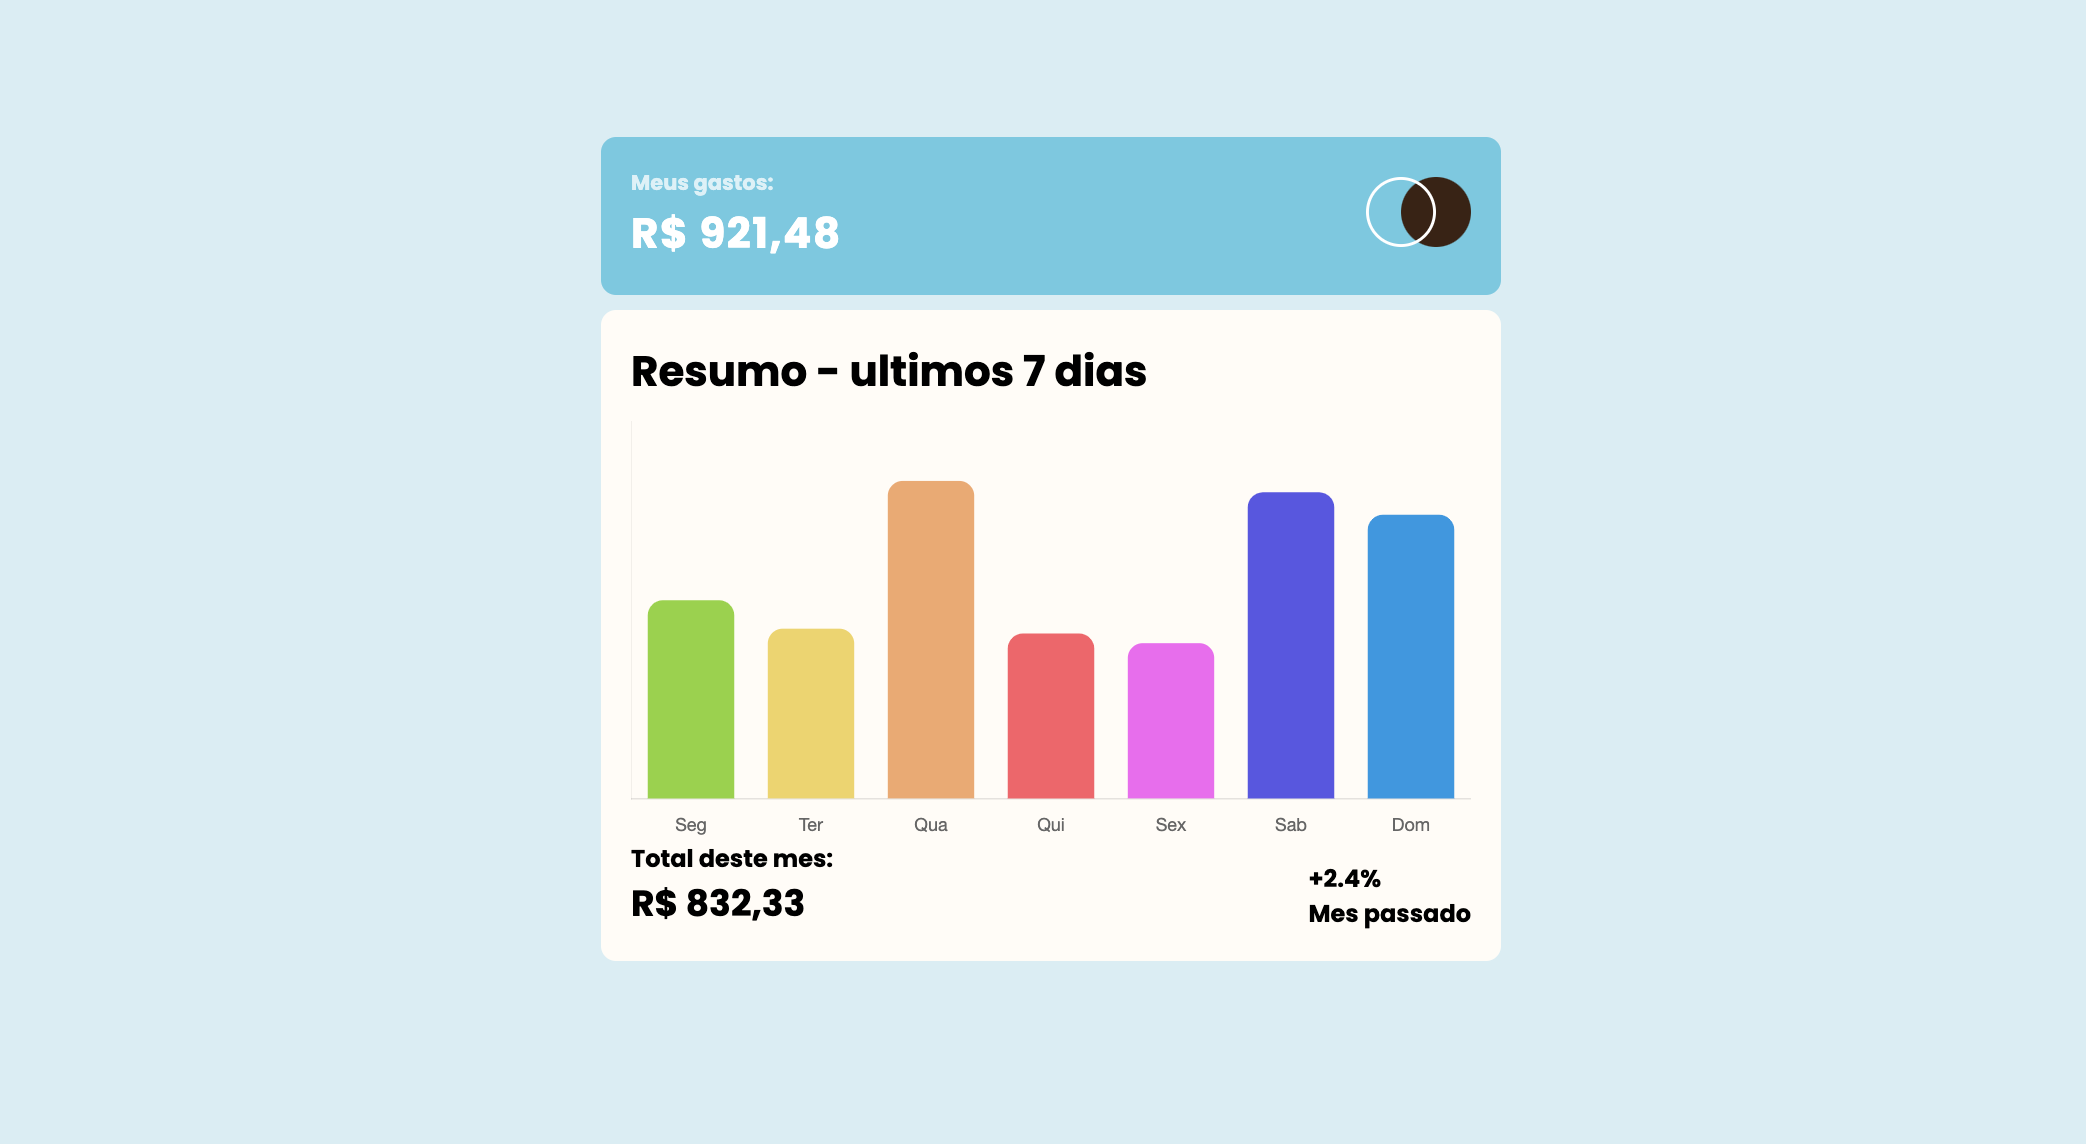 Meus gastos:
R$ 921,48
Resumo - ultimos 7 dias
Seg Ter Qua Qui Sex Sab Dom
Total deste mes:
R$ 832,33
+2.4%
Mes passado